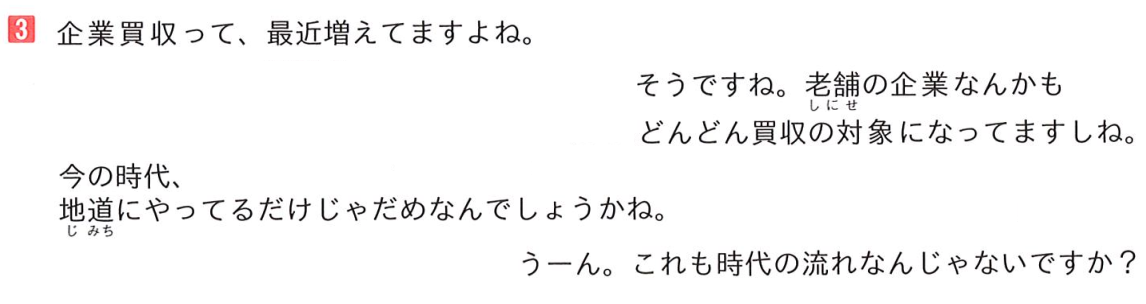 3 企業買収って、最近増えてますよね。
そうですね。老舗の企業なんかも
しにせ
どんどん買収の対象になってますしね。
今の時代、
地道にやってるだけじゃだめなんでしょうかね。
じみち
うーん。これも時代の流れなんじゃないですか？